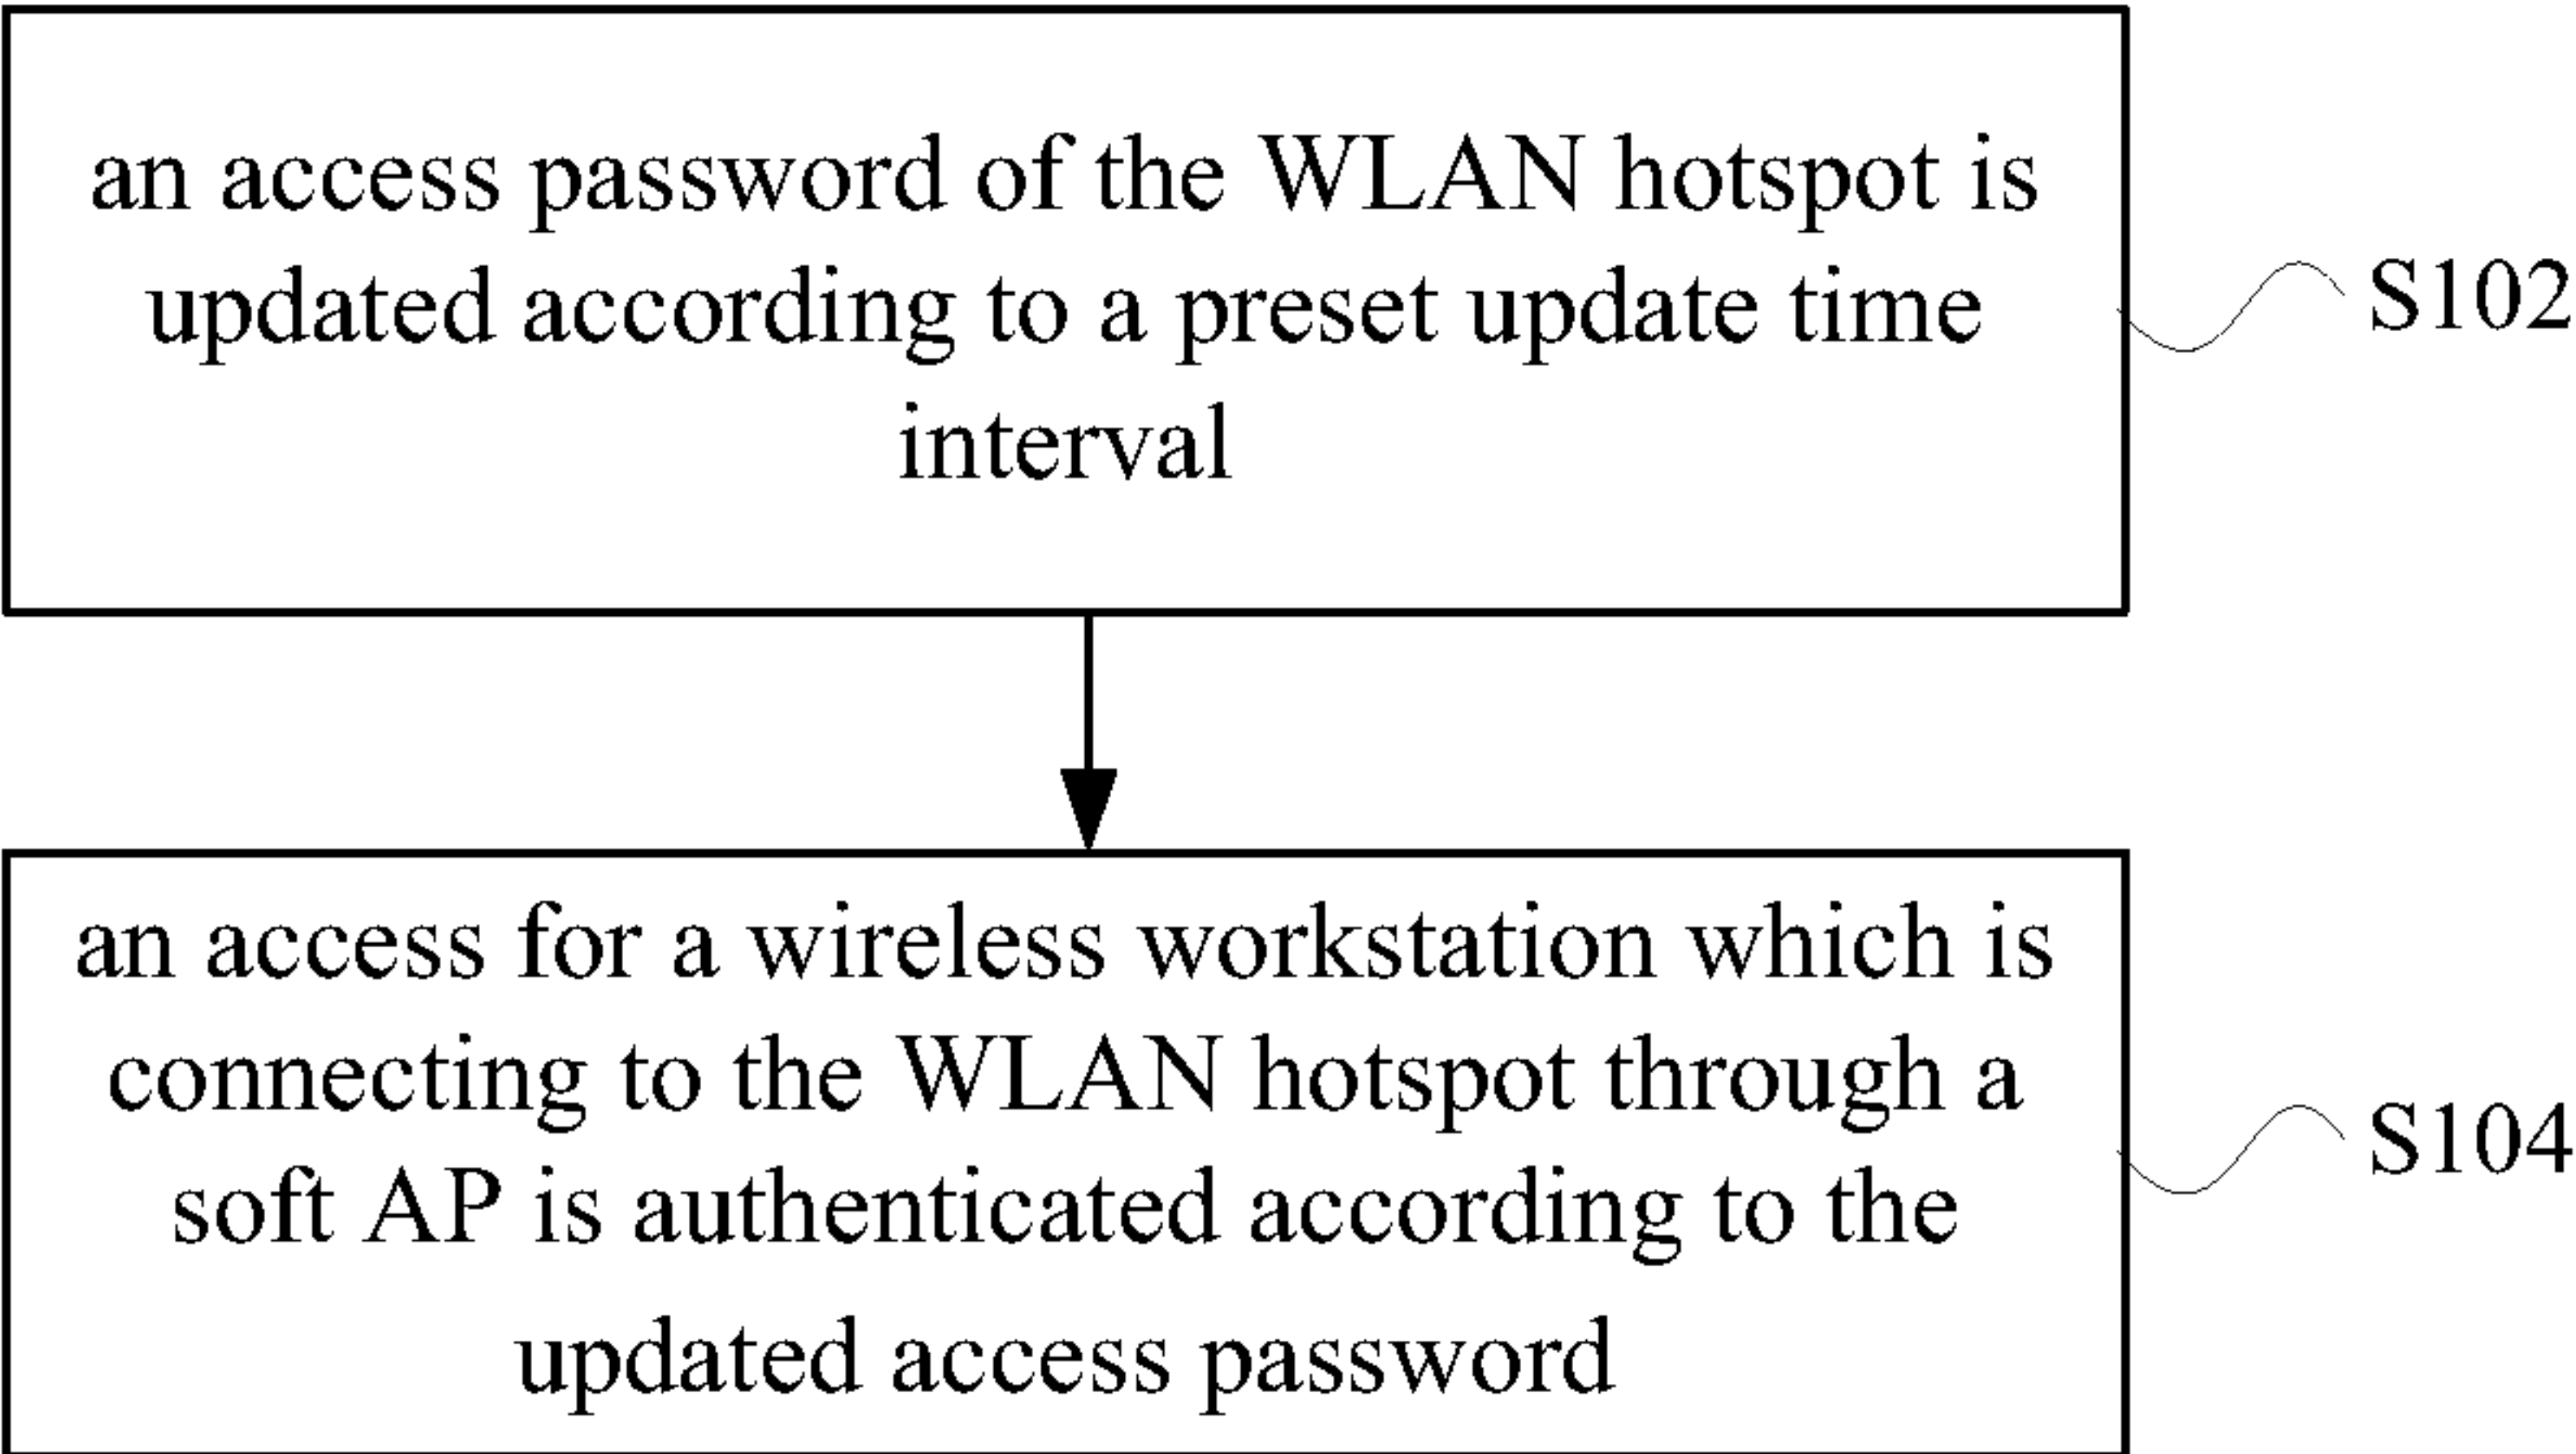 an access password of the WLAN hotspot is
updated according to a preset update time
interval
S102
an access for a wireless workstation which is
connecting to the WLAN hotspot through a
soft AP is authenticated according to the
updated access password
S104